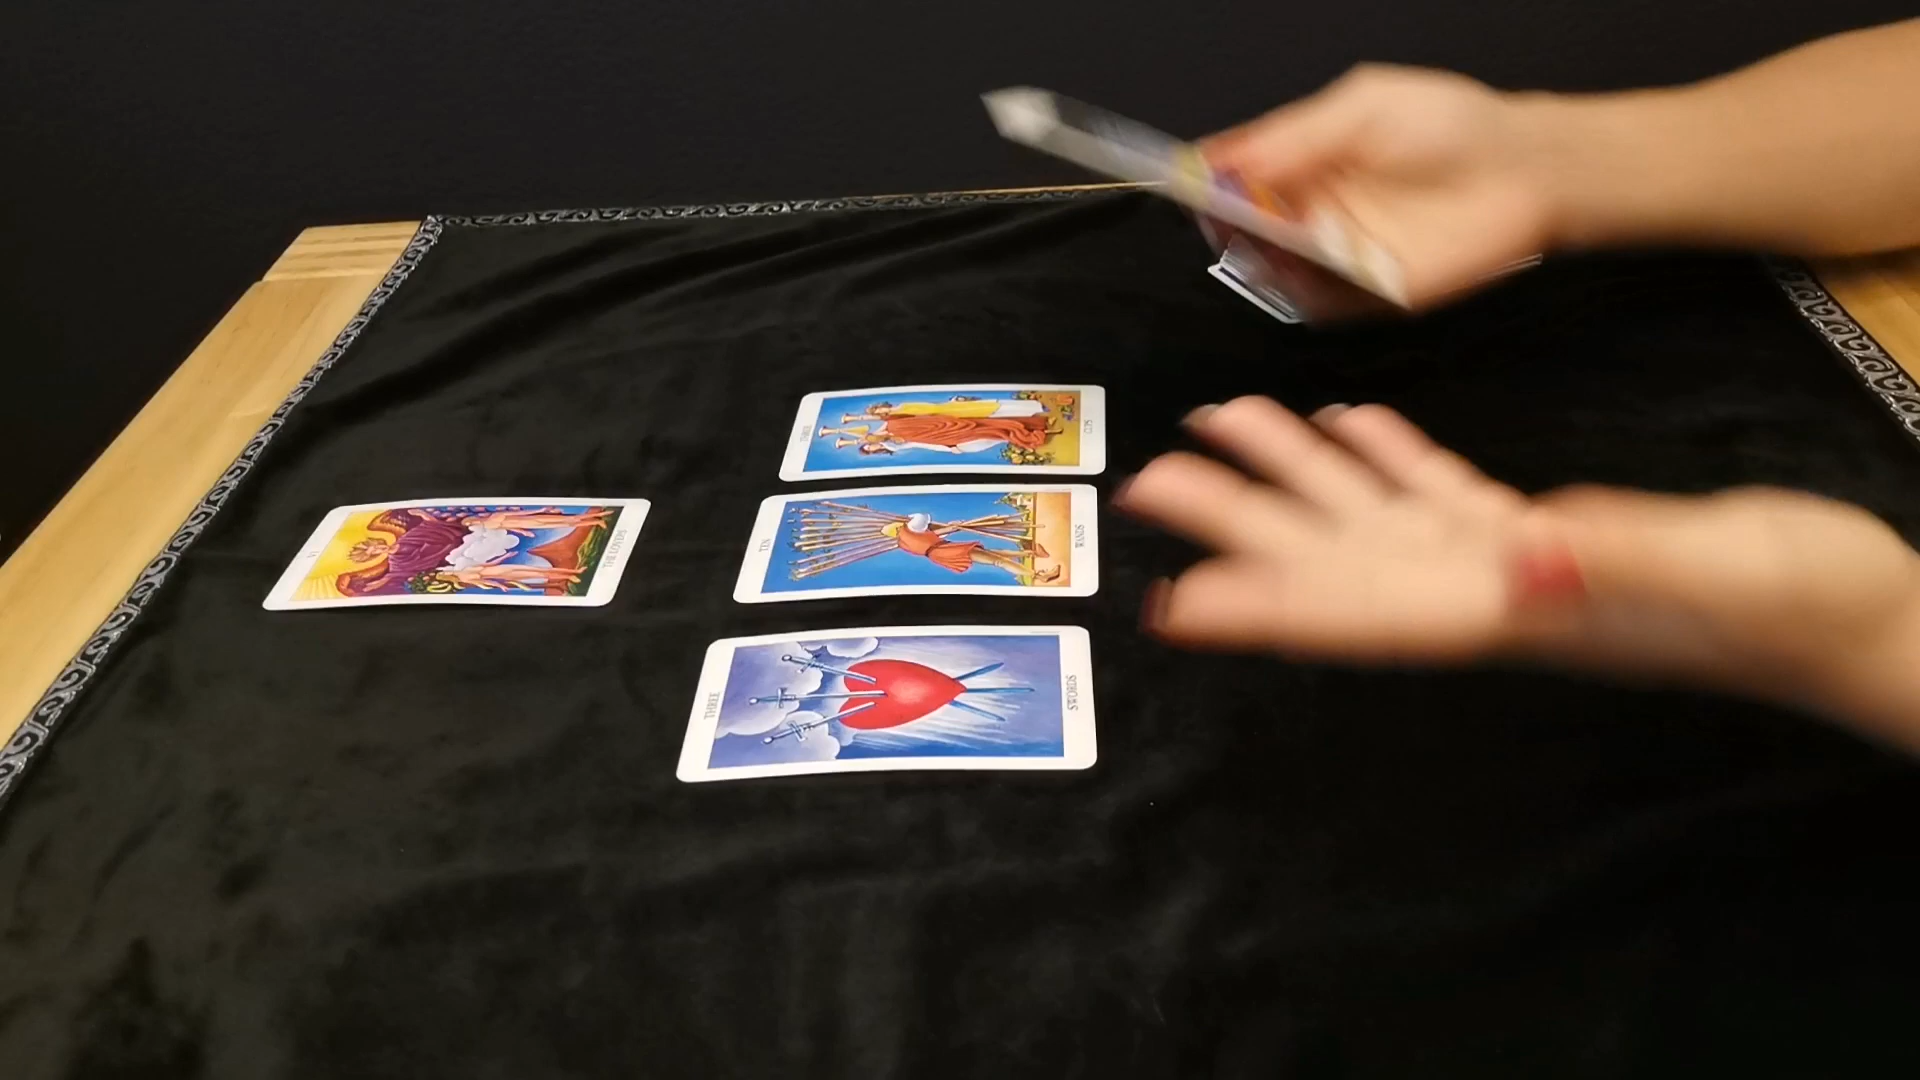 VI
THE LOVERS
THREE
CUPS
TEN
WANDS
THREE
SWORDS